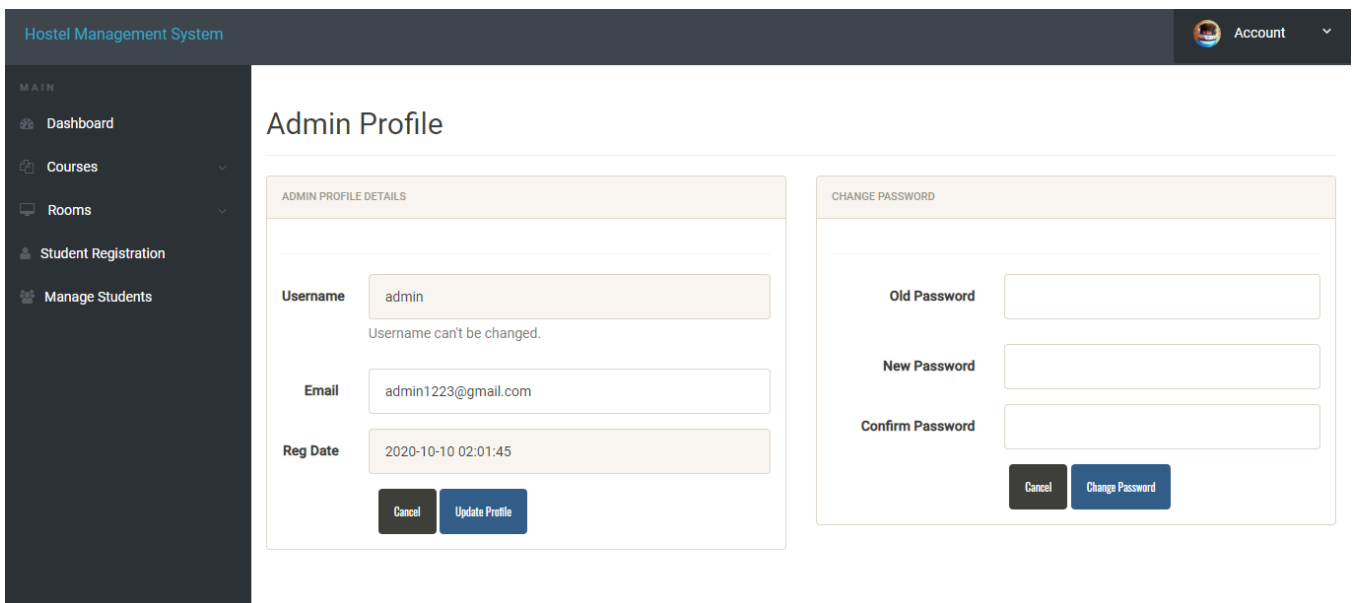 Hostel Management System
Account
MAIN
Dashboard
Courses
Rooms
Student Registration
Manage Students
Admin Profile
ADMIN PROFILE DETAILS
Username admin
Username can't be changed.
Email admin1223@gmail.com
Reg Date 2020-10-10 02:01:45
Cancel Update Profile
CHANGE PASSWORD
Old Password
New Password
Confirm Password
Cancel Change Password